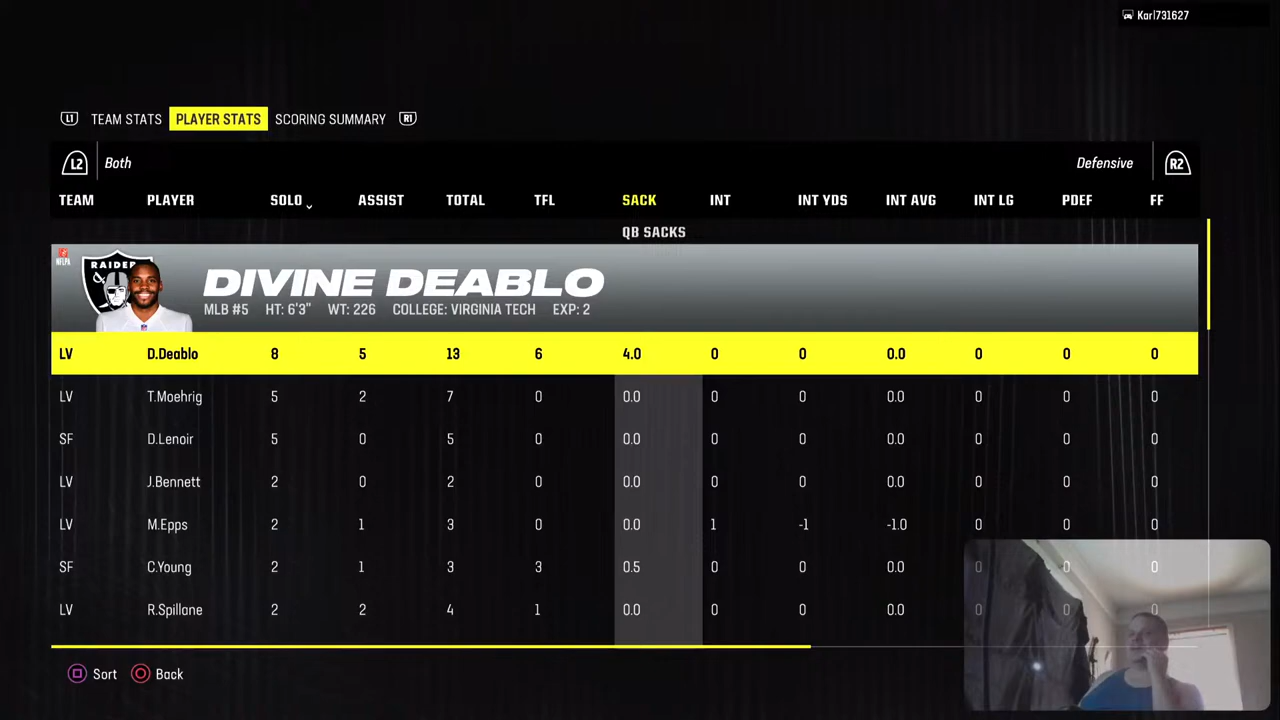 Karl731627
L1 TEAM STATS PLAYER STATS SCORING SUMMARY R1
L2 Both Defensive R2
TEAM PLAYER SOLO ASSIST TOTAL TFL SACK INT INT YDS INT AVG INT LG PDEF FF
QB SACKS
NFLPA
RAIDERS
DIVINE DEABLO
MLB #5 HT: 6'3" WT: 226 COLLEGE: VIRGINIA TECH EXP: 2
LV D.Deablo 8 5 13 6 4.0 0 0 0.0 0 0 0
LV T.Moehrig 5 2 7 0 0.0 0 0 0.0 0 0 0
SF D.Lenoir 5 0 5 0 0.0 0 0 0.0 0 0 0
LV J.Bennett 2 0 2 0 0.0 0 0 0.0 0 0 0
LV M.Epps 2 1 3 0 0.0 1 -1 -1.0 0 0 0
SF C.Young 2 1 3 3 0.5 0 0 0.0 0 0 0
LV R.Spillane 2 2 4 1 0.0 0 0 0.0 0 0 0
Sort Back